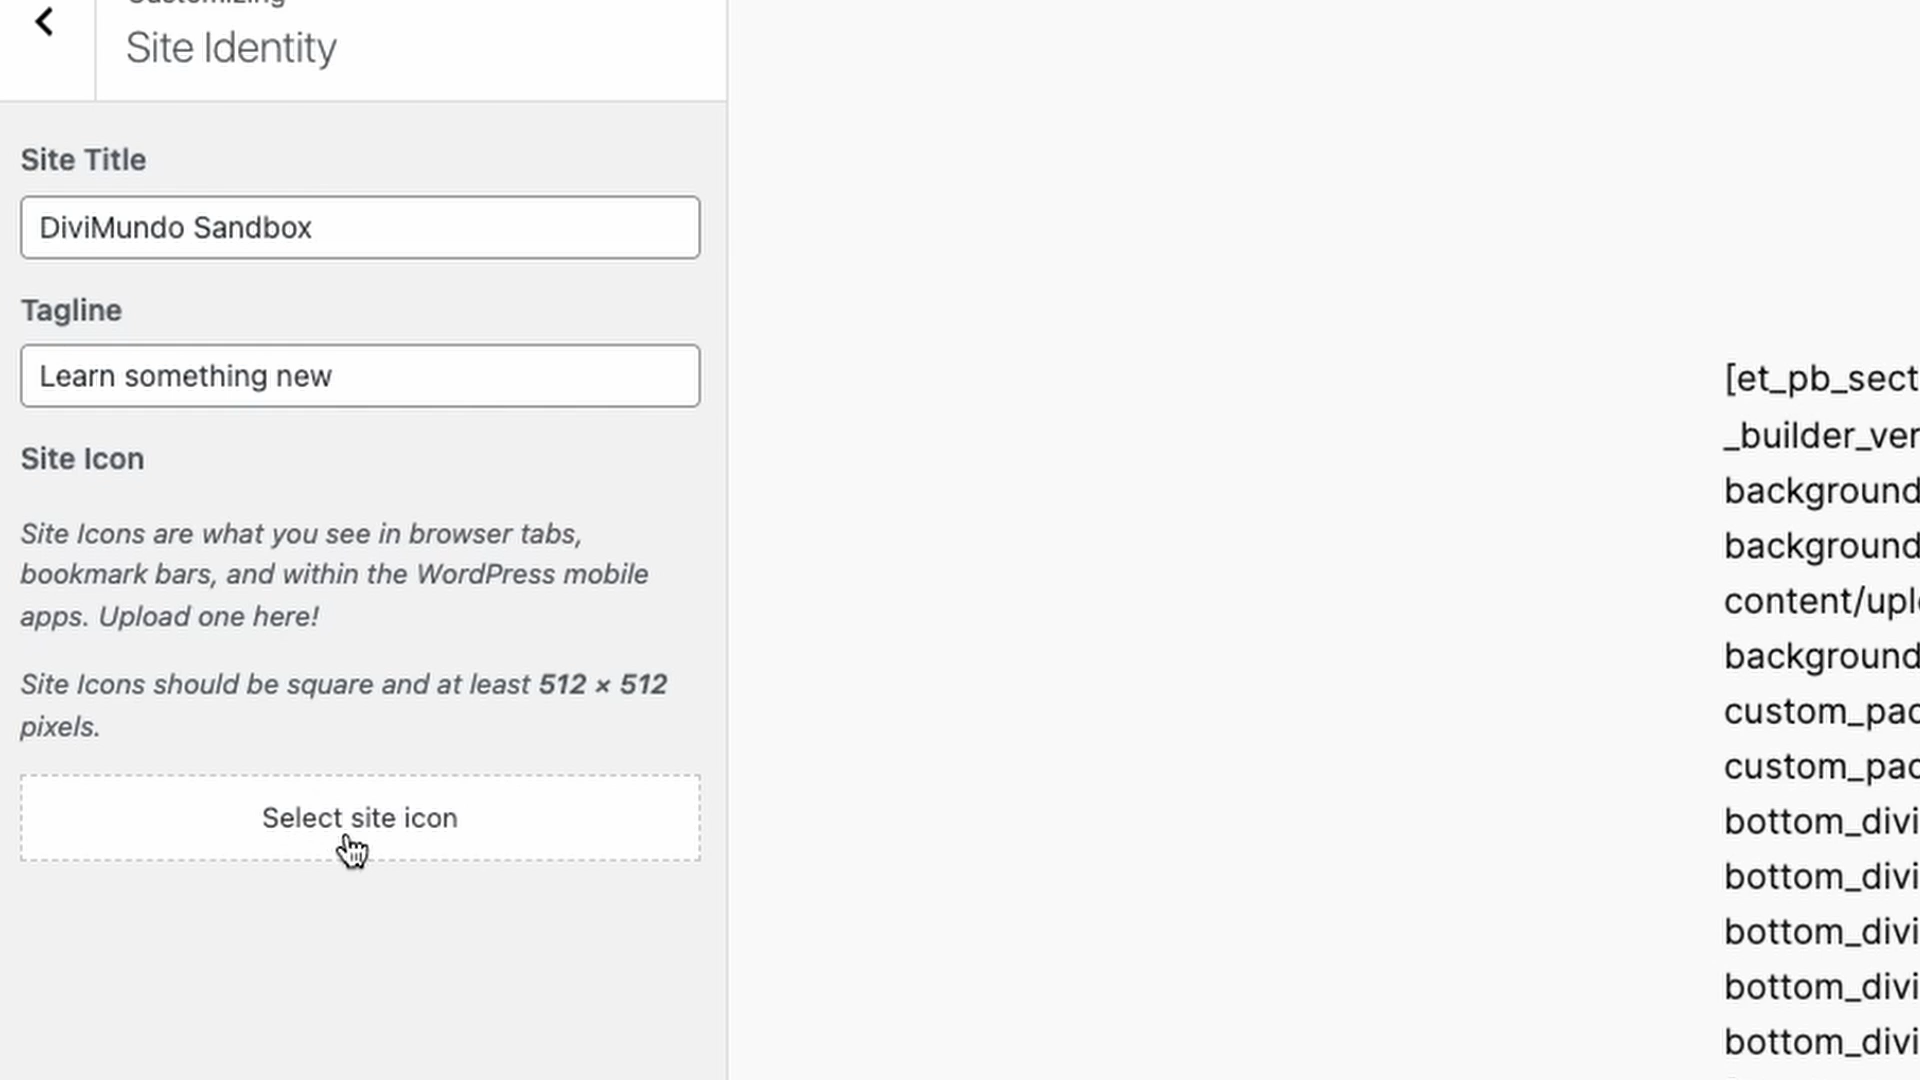 Customizing
Site Identity
Site Title
DiviMundo Sandbox
Tagline
Learn something new
Site Icon
Site Icons are what you see in browser tabs,
bookmark bars, and within the WordPress mobile
apps. Upload one here!
Site Icons should be square and at least 512 × 512
pixels.
Select site icon
[et_pb_sect
_builder_ver
background
background
content/upl
background
custom_pad
custom_pad
bottom_divi
bottom_divi
bottom_divi
bottom_divi
bottom_divi